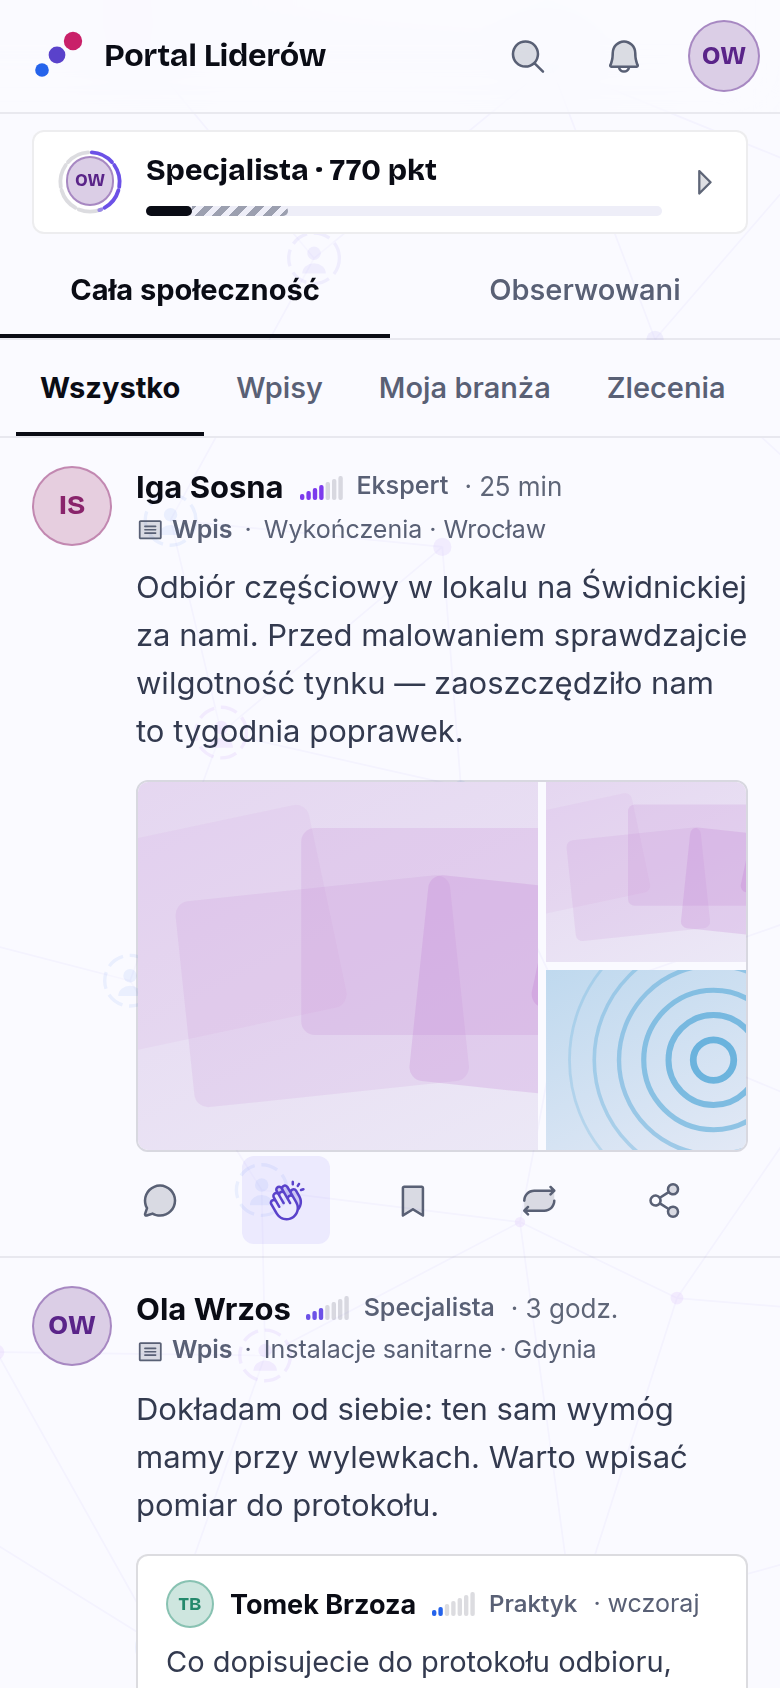 Portal Liderów
OW
OW
Specjalista · 770 pkt
Cała społeczność
Obserwowani
Wszystko
Wpisy
Moja branża
Zlecenia
IS
Iga Sosna Ekspert · 25 min
Wpis · Wykończenia · Wrocław
Odbiór częściowy w lokalu na Świdnickiej
za nami. Przed malowaniem sprawdzajcie
wilgotność tynku — zaoszczędziło nam
to tygodnia poprawek.
OW
Ola Wrzos Specjalista · 3 godz.
Wpis · Instalacje sanitarne · Gdynia
Dokładam od siebie: ten sam wymóg
mamy przy wylewkach. Warto wpisać
pomiar do protokołu.
TB
Tomek Brzoza Praktyk · wczoraj
Co dopisujecie do protokołu odbioru,